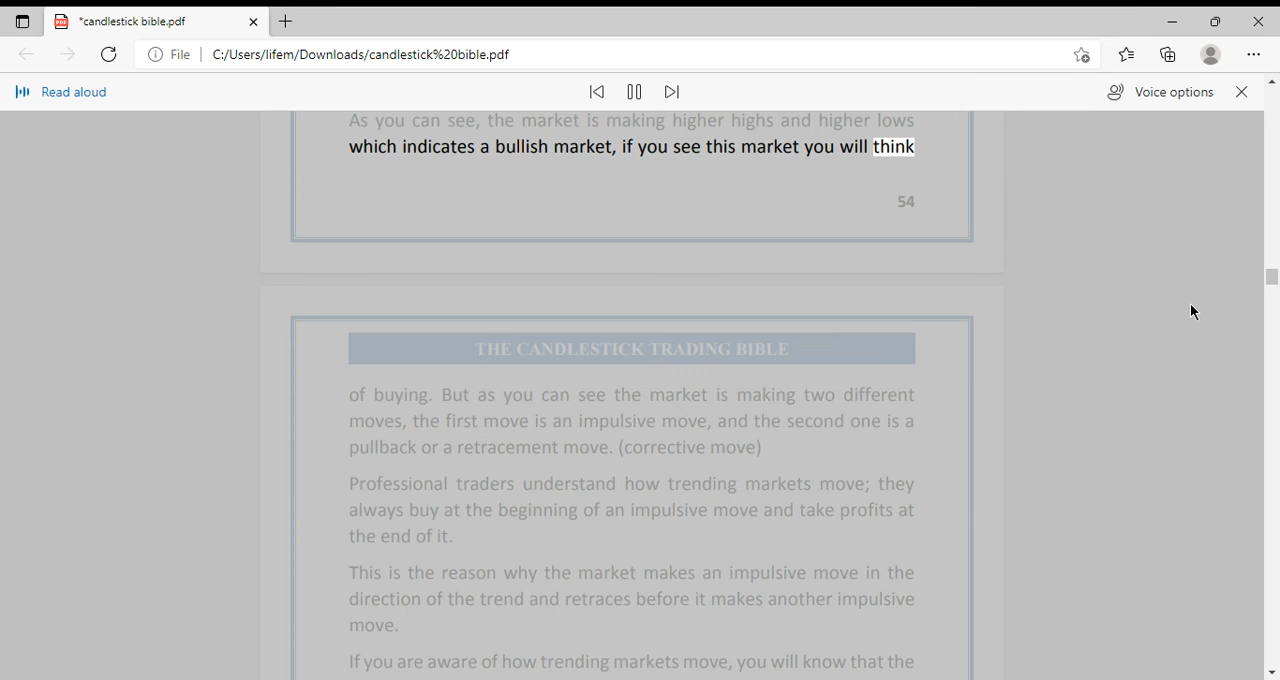 *candlestick bible.pdf
File
C:/Users/lifem/Downloads/candlestick%20bible.pdf
Read aloud
Voice options
As you can see, the market is making higher highs and higher lows
which indicates a bullish market, if you see this market you will think
54
THE CANDLESTICK TRADING BIBLE
of buying. But as you can see the market is making two different
moves, the first move is an impulsive move, and the second one is a
pullback or a retracement move. (corrective move)
Professional traders understand how trending markets move; they
always buy at the beginning of an impulsive move and take profits at
the end of it.
This is the reason why the market makes an impulsive move in the
direction of the trend and retraces before it makes another impulsive
move.
If you are aware of how trending markets move, you will know that the